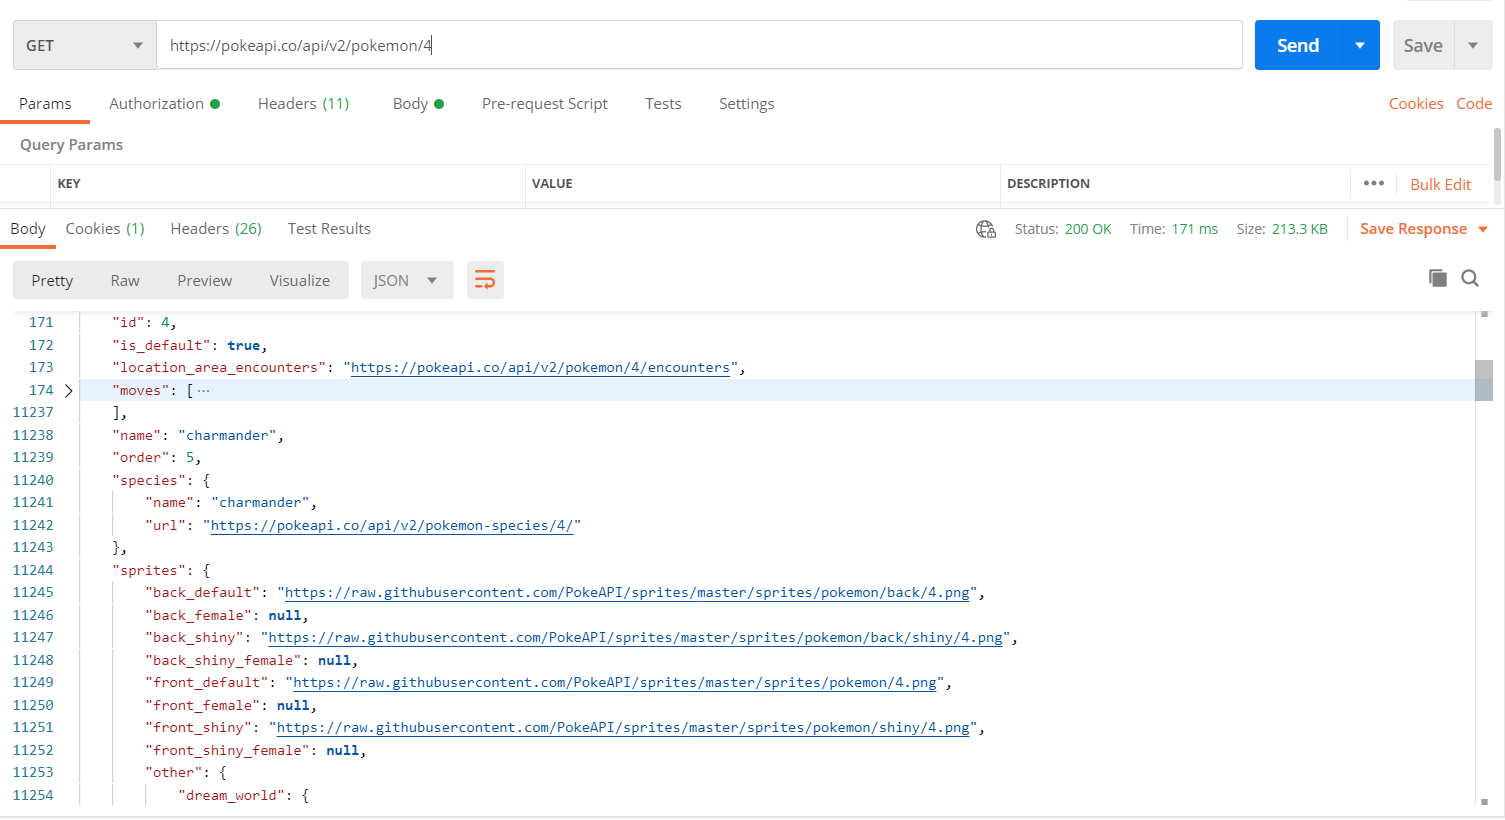 GET https://pokeapi.co/api/v2/pokemon/4 Send Save
Params Authorization Headers (11) Body Pre-request Script Tests Settings Cookies Code
Query Params
KEY VALUE DESCRIPTION ••• Bulk Edit
Body Cookies (1) Headers (26) Test Results Status: 200 OK Time: 171 ms Size: 213.3 KB Save Response
Pretty Raw Preview Visualize JSON
171 "id": 4,
172 "is_default": true,
173 "location_area_encounters": "https://pokeapi.co/api/v2/pokemon/4/encounters",
174 "moves": [ ···
11237 ],
11238 "name": "charmander",
11239 "order": 5,
11240 "species": {
11241 "name": "charmander",
11242 "url": "https://pokeapi.co/api/v2/pokemon-species/4/"
11243 },
11244 "sprites": {
11245 "back_default": "https://raw.githubusercontent.com/PokeAPI/sprites/master/sprites/pokemon/back/4.png",
11246 "back_female": null,
11247 "back_shiny": "https://raw.githubusercontent.com/PokeAPI/sprites/master/sprites/pokemon/back/shiny/4.png",
11248 "back_shiny_female": null,
11249 "front_default": "https://raw.githubusercontent.com/PokeAPI/sprites/master/sprites/pokemon/4.png",
11250 "front_female": null,
11251 "front_shiny": "https://raw.githubusercontent.com/PokeAPI/sprites/master/sprites/pokemon/shiny/4.png",
11252 "front_shiny_female": null,
11253 "other": {
11254 "dream_world": {